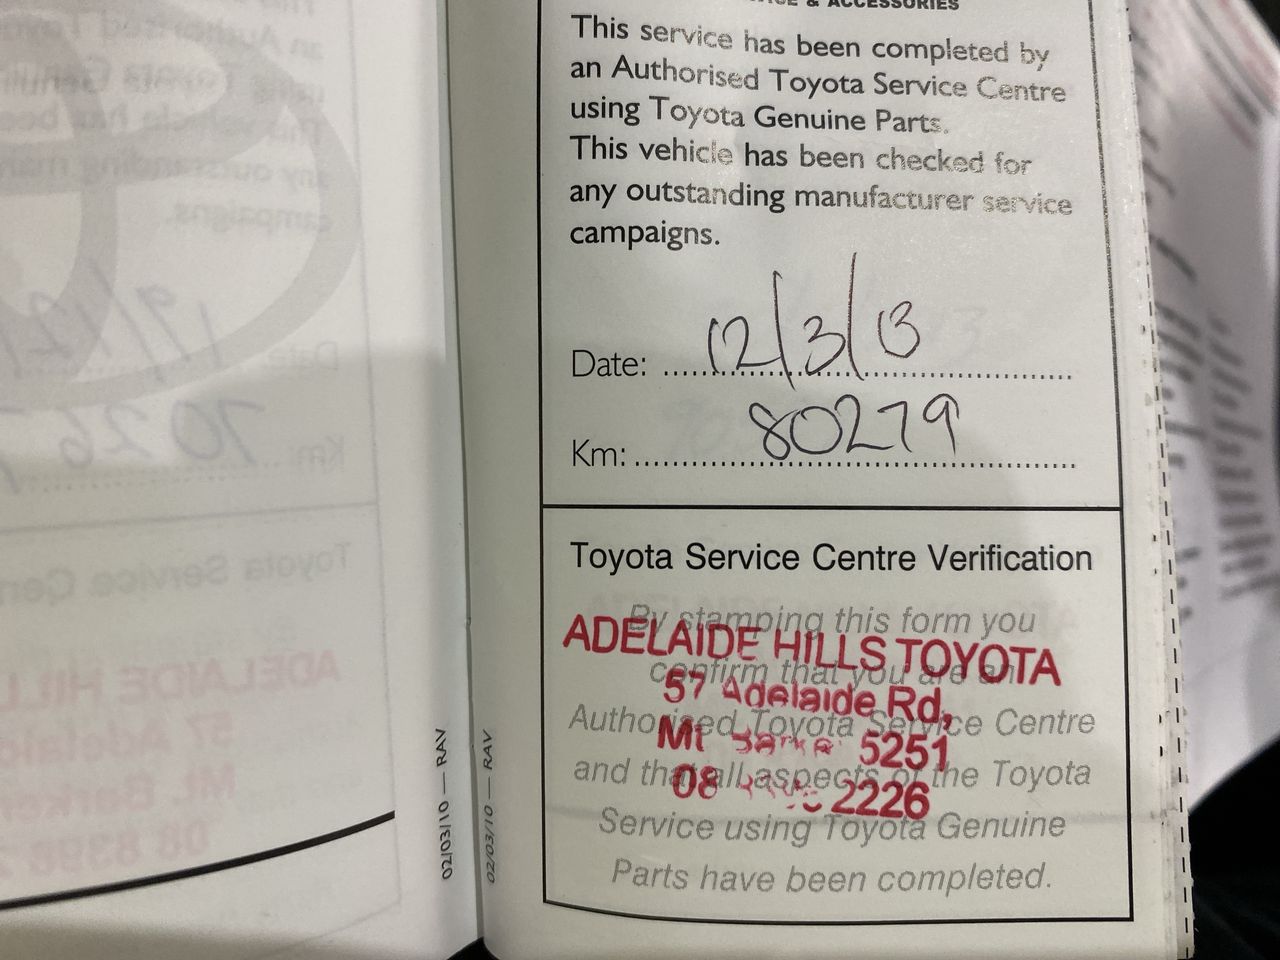 & ACCESSORIES
This service has been completed by
an Authorised Toyota Service Centre
using Toyota Genuine Parts.
This vehicle has been checked for
any outstanding manufacturer service
campaigns.
Date: 12/3/13
Km: 80279
Toyota Service Centre Verification
By stamping this form you
ADELAIDE HILLS TOYOTA
confirm that you are an
57 Adelaide Rd,
Authorised Toyota Service Centre
Mt Barker 5251
and that all aspects of the Toyota
08 2226
Service using Toyota Genuine
Parts have been completed.
02/03/10 — RAV
02/03/10 — RAV